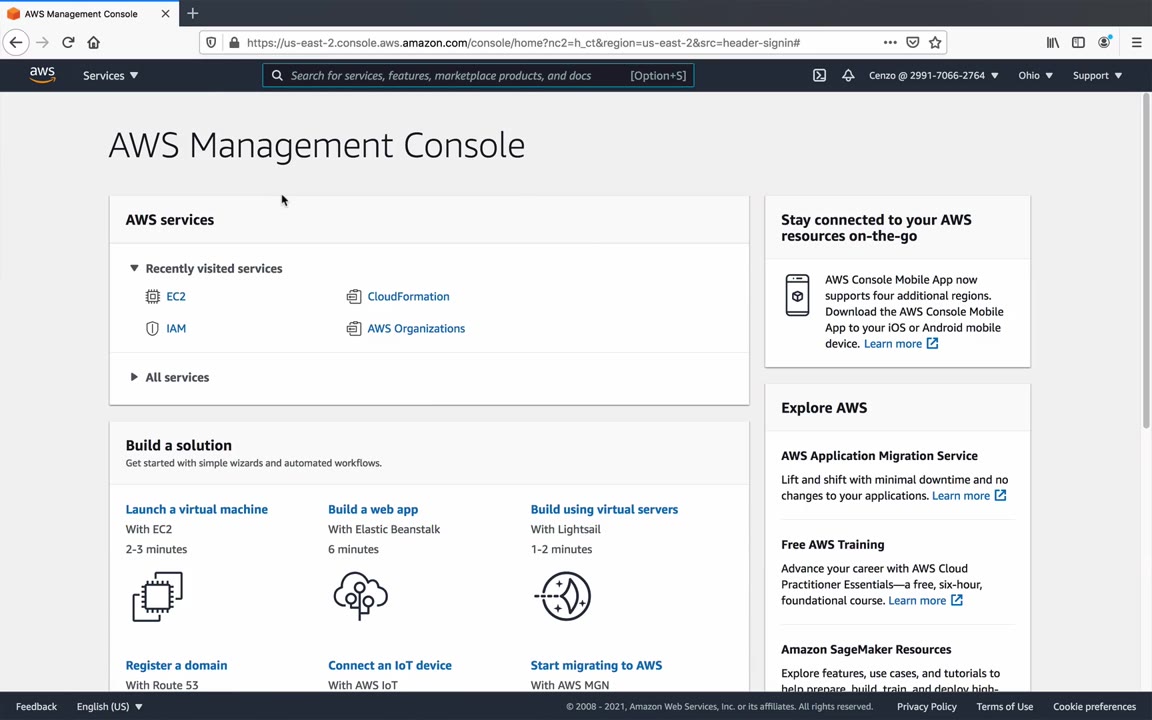 AWS Management Console
https://us-east-2.console.aws.amazon.com/console/home?nc2=h_ct&region=us-east-2&src=header-signin#
aws
Services
Search for services, features, marketplace products, and docs
[Option+S]
Cenzo @ 2991-7066-2764
Ohio
Support
AWS Management Console
AWS services
Recently visited services
EC2
CloudFormation
IAM
AWS Organizations
All services
Build a solution
Get started with simple wizards and automated workflows.
Launch a virtual machine
With EC2
2-3 minutes
Build a web app
With Elastic Beanstalk
6 minutes
Build using virtual servers
With Lightsail
1-2 minutes
Register a domain
With Route 53
Connect an IoT device
With AWS IoT
Start migrating to AWS
With AWS MGN
Stay connected to your AWS
resources on-the-go
AWS Console Mobile App now
supports four additional regions.
Download the AWS Console Mobile
App to your iOS or Android mobile
device. Learn more
Explore AWS
AWS Application Migration Service
Lift and shift with minimal downtime and no
changes to your applications. Learn more
Free AWS Training
Advance your career with AWS Cloud
Practitioner Essentials—a free, six-hour,
foundational course. Learn more
Amazon SageMaker Resources
Explore features, use cases, and tutorials to
help prepare, build, train, and deploy high-
Feedback
English (US)
© 2008 - 2021, Amazon Web Services, Inc. or its affiliates. All rights reserved.
Privacy Policy
Terms of Use
Cookie preferences